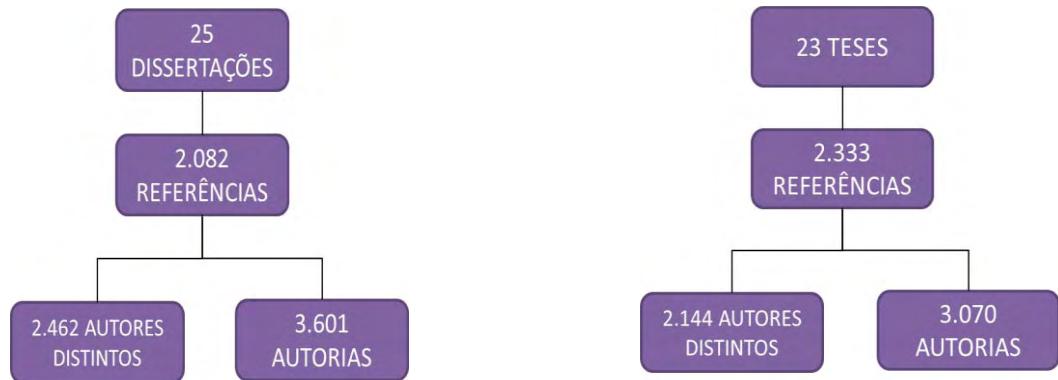 25
DISSERTAÇÕES
2.082
REFERÊNCIAS
2.462 AUTORES
DISTINTOS
3.601
AUTORIAS
23 TESES
2.333
REFERÊNCIAS
2.144 AUTORES
DISTINTOS
3.070
AUTORIAS